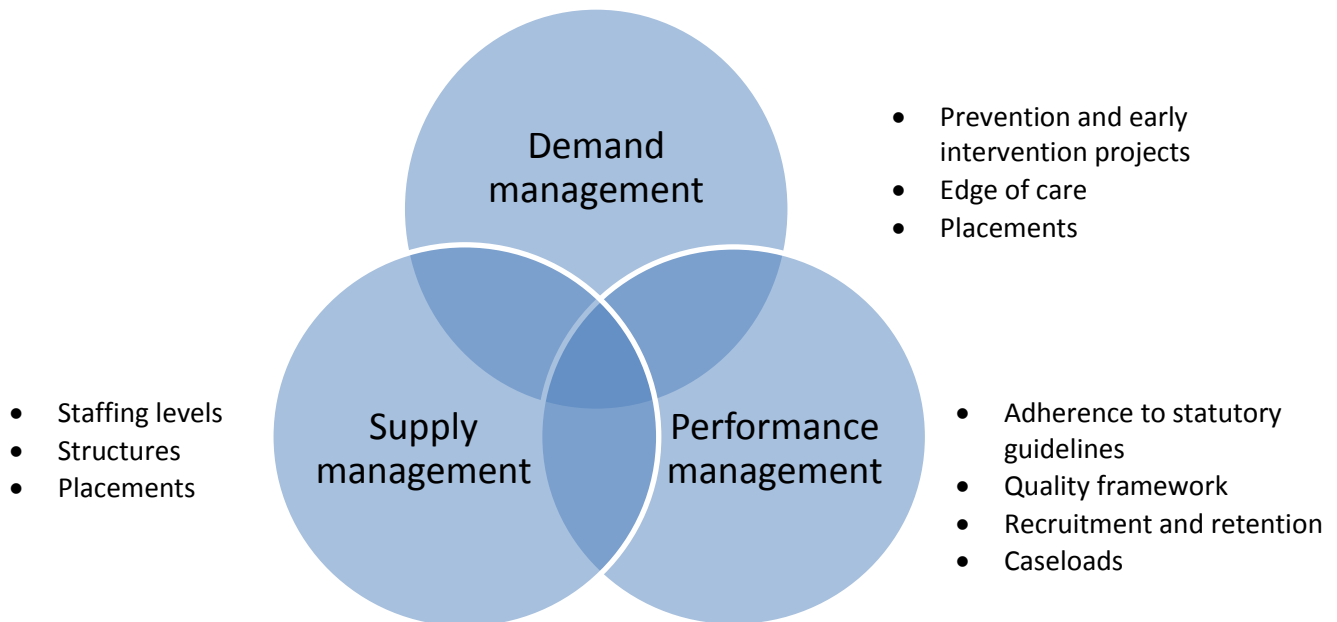 Demand
management
• Prevention and early
intervention projects
• Edge of care
• Placements
• Staffing levels
• Structures
• Placements
Supply
management
Performance
management
• Adherence to statutory
guidelines
• Quality framework
• Recruitment and retention
• Caseloads